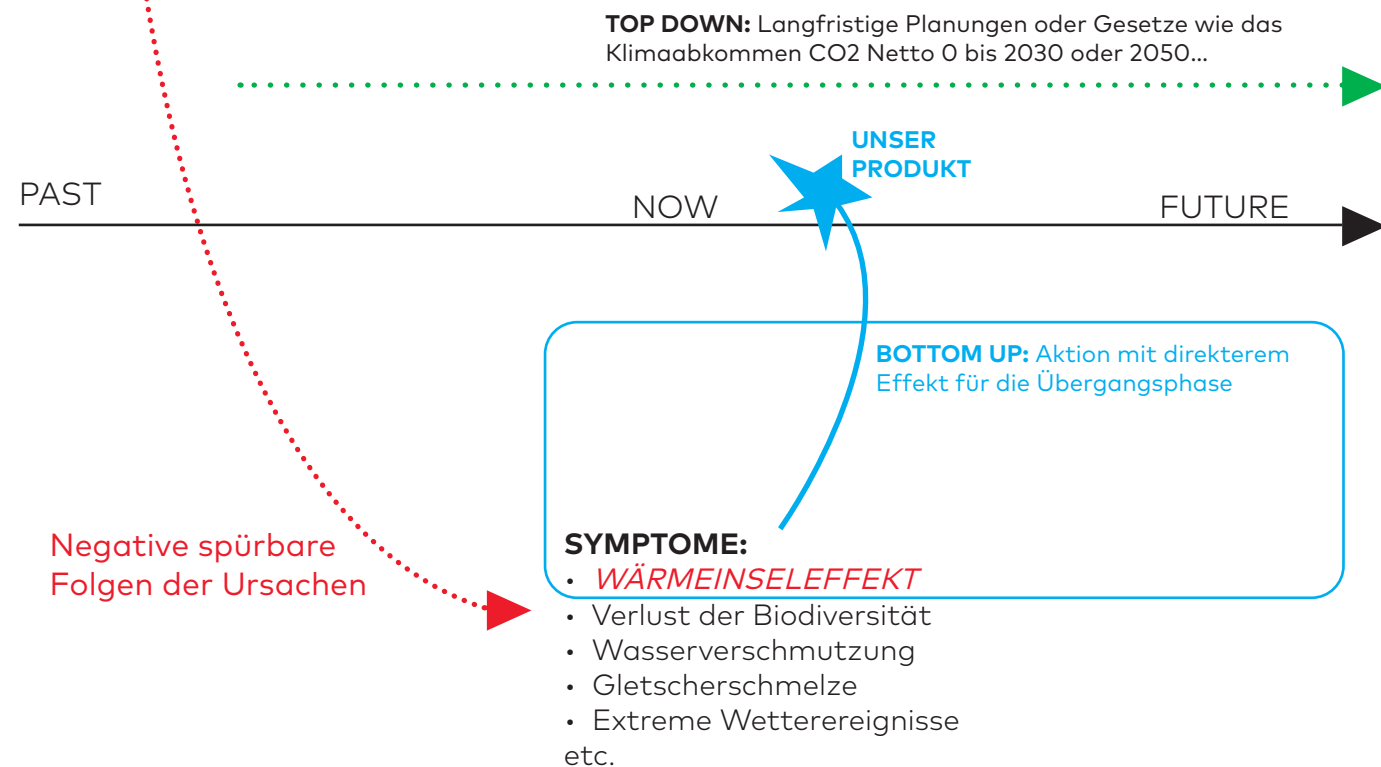 TOP DOWN: Langfristige Planungen oder Gesetze wie das
Klimaabkommen CO2 Netto 0 bis 2030 oder 2050...
UNSER
PRODUKT
PAST
NOW
FUTURE
BOTTOM UP: Aktion mit direkterem
Effekt für die Übergangsphase
Negative spürbare
Folgen der Ursachen
SYMPTOME:
• WÄRMEINSELEFFEKT
• Verlust der Biodiversität
• Wasserverschmutzung
• Gletscherschmelze
• Extreme Wetterereignisse
etc.